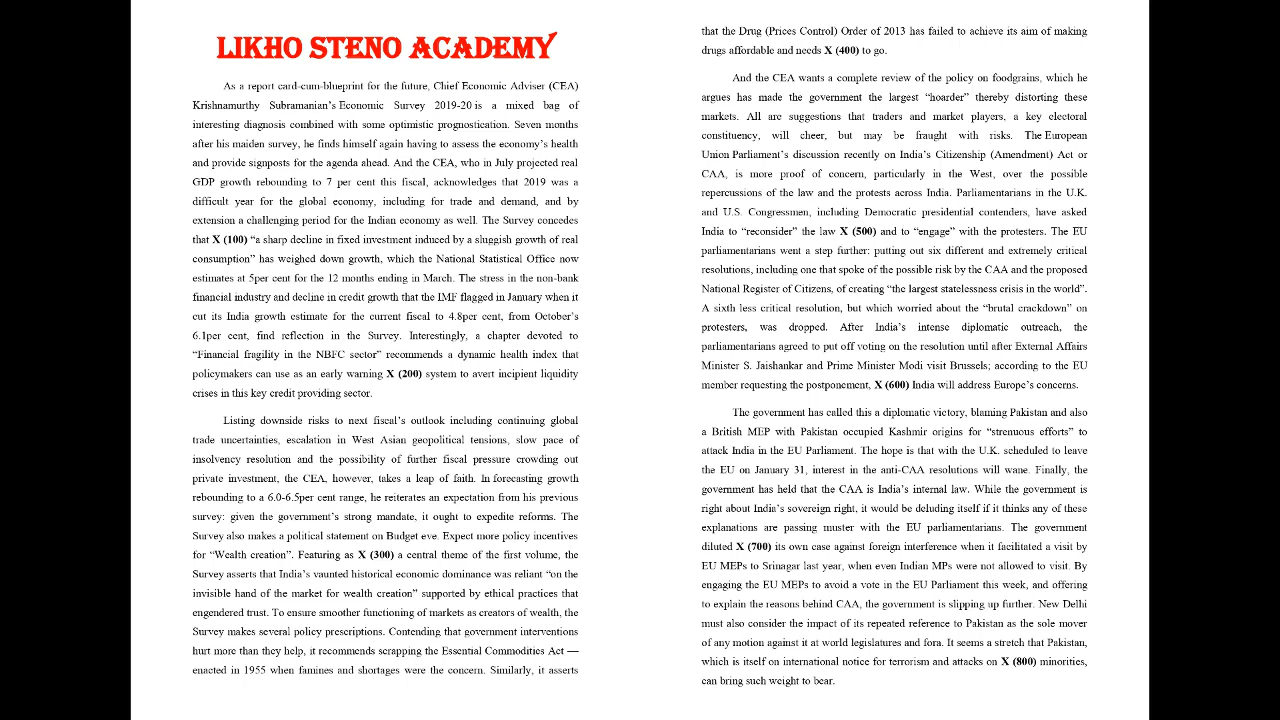 LIKHO STENO ACADEMY
As a report card-cum-blueprint for the future, Chief Economic Adviser (CEA)
Krishnamurthy Subramanian's Economic Survey 2019-20 is a mixed bag of
interesting diagnosis combined with some optimistic prognostication. Seven months
after his maiden survey, he finds himself again having to assess the economy's health
and provide signposts for the agenda ahead. And the CEA, who in July projected real
GDP growth rebounding to 7 per cent this fiscal, acknowledges that 2019 was a
difficult year for the global economy, including for trade and demand, and by
extension a challenging period for the Indian economy as well. The Survey concedes
that X (100) “a sharp decline in fixed investment induced by a sluggish growth of real
consumption” has weighed down growth, which the National Statistical Office now
estimates at 5per cent for the 12 months ending in March. The stress in the non-bank
financial industry and decline in credit growth that the IMF flagged in January when it
cut its India growth estimate for the current fiscal to 4.8per cent, from October's
6.1per cent, find reflection in the Survey. Interestingly, a chapter devoted to
“Financial fragility in the NBFC sector” recommends a dynamic health index that
policymakers can use as an early warning X (200) system to avert incipient liquidity
crises in this key credit providing sector.
Listing downside risks to next fiscal's outlook including continuing global
trade uncertainties, escalation in West Asian geopolitical tensions, slow pace of
insolvency resolution and the possibility of further fiscal pressure crowding out
private investment, the CEA, however, takes a leap of faith. In forecasting growth
rebounding to a 6.0-6.5per cent range, he reiterates an expectation from his previous
survey: given the government's strong mandate, it ought to expedite reforms. The
Survey also makes a political statement on Budget eve. Expect more policy incentives
for “Wealth creation”. Featuring as X (300) a central theme of the first volume, the
Survey asserts that India's vaunted historical economic dominance was reliant “on the
invisible hand of the market for wealth creation” supported by ethical practices that
engendered trust. To ensure smoother functioning of markets as creators of wealth, the
Survey makes several policy prescriptions. Contending that government interventions
hurt more than they help, it recommends scrapping the Essential Commodities Act —
enacted in 1955 when famines and shortages were the concern. Similarly, it asserts
that the Drug (Prices Control) Order of 2013 has failed to achieve its aim of making
drugs affordable and needs X (400) to go.
And the CEA wants a complete review of the policy on foodgrains, which he
argues has made the government the largest “hoarder” thereby distorting these
markets. All are suggestions that traders and market players, a key electoral
constituency, will cheer, but may be fraught with risks. The European
Union Parliament's discussion recently on India's Citizenship (Amendment) Act or
CAA, is more proof of concern, particularly in the West, over the possible
repercussions of the law and the protests across India. Parliamentarians in the U.K.
and U.S. Congressmen, including Democratic presidential contenders, have asked
India to “reconsider” the law X (500) and to “engage” with the protesters. The EU
parliamentarians went a step further: putting out six different and extremely critical
resolutions, including one that spoke of the possible risk by the CAA and the proposed
National Register of Citizens, of creating “the largest statelessness crisis in the world”.
A sixth less critical resolution, but which worried about the “brutal crackdown” on
protesters, was dropped. After India's intense diplomatic outreach, the
parliamentarians agreed to put off voting on the resolution until after External Affairs
Minister S. Jaishankar and Prime Minister Modi visit Brussels; according to the EU
member requesting the postponement, X (600) India will address Europe's concerns.
The government has called this a diplomatic victory, blaming Pakistan and also
a British MEP with Pakistan occupied Kashmir origins for “strenuous efforts” to
attack India in the EU Parliament. The hope is that with the U.K. scheduled to leave
the EU on January 31, interest in the anti-CAA resolutions will wane. Finally, the
government has held that the CAA is India's internal law. While the government is
right about India's sovereign right, it would be deluding itself if it thinks any of these
explanations are passing muster with the EU parliamentarians. The government
diluted X (700) its own case against foreign interference when it facilitated a visit by
EU MEPs to Srinagar last year, when even Indian MPs were not allowed to visit. By
engaging the EU MEPs to avoid a vote in the EU Parliament this week, and offering
to explain the reasons behind CAA, the government is slipping up further. New Delhi
must also consider the impact of its repeated reference to Pakistan as the sole mover
of any motion against it at world legislatures and fora. It seems a stretch that Pakistan,
which is itself on international notice for terrorism and attacks on X (800) minorities,
can bring such weight to bear.